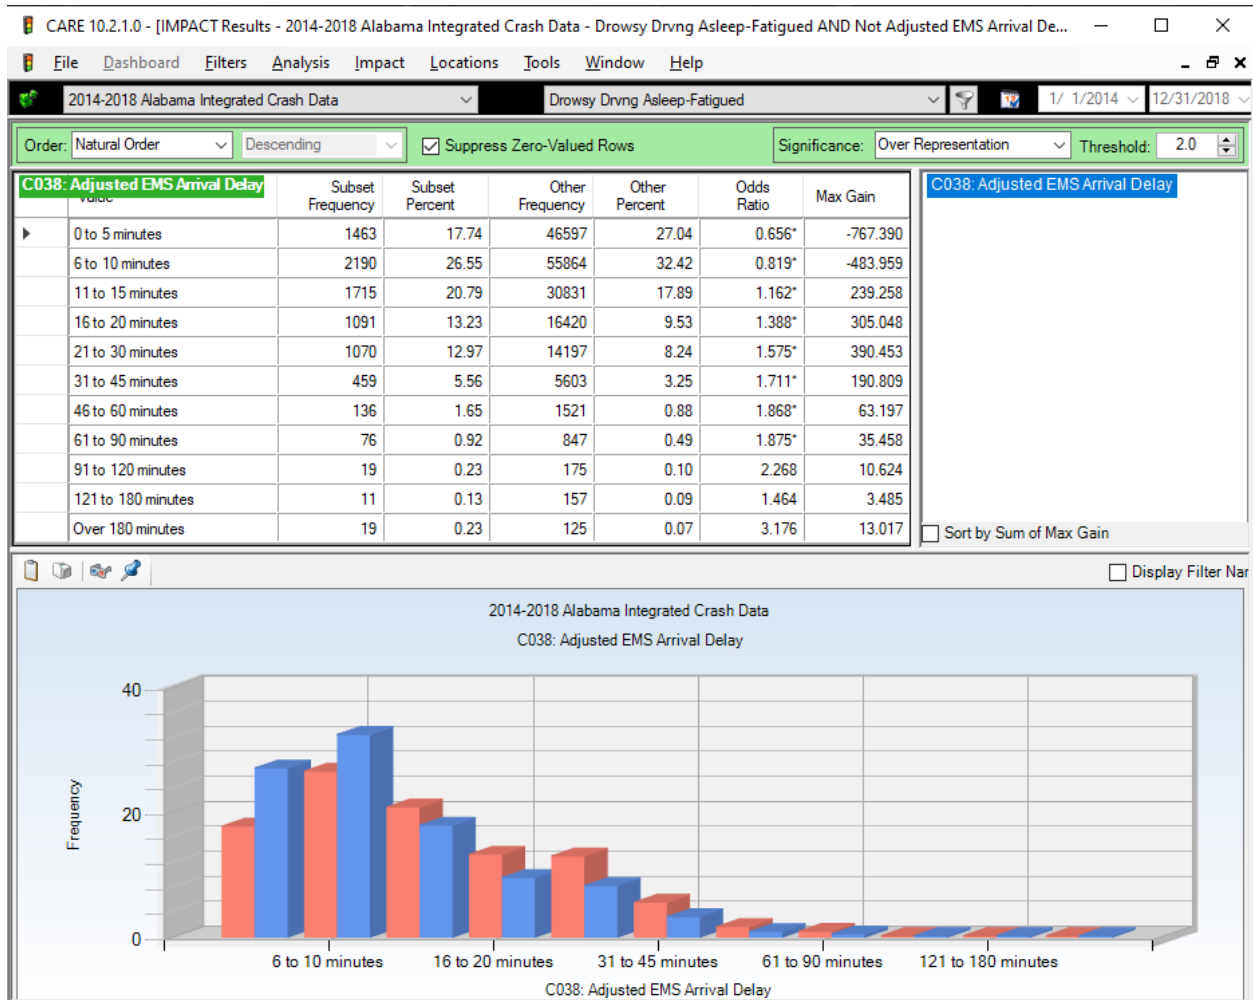 CARE 10.2.1.0 - [IMPACT Results - 2014-2018 Alabama Integrated Crash Data - Drowsy Drvng Asleep-Fatigued AND Not Adjusted EMS Arrival De...
File Dashboard Filters Analysis Impact Locations Tools Window Help
2014-2018 Alabama Integrated Crash Data Drowsy Drvng Asleep-Fatigued 1/ 1/2014 12/31/2018
Order: Natural Order Descending Suppress Zero-Valued Rows Significance: Over Representation Threshold: 2.0
C038: Adjusted EMS Arrival Delay Subset Frequency Subset Percent Other Frequency Other Percent Odds Ratio Max Gain
0 to 5 minutes 1463 17.74 46597 27.04 0.656* -767.390
6 to 10 minutes 2190 26.55 55864 32.42 0.819* -483.959
11 to 15 minutes 1715 20.79 30831 17.89 1.162* 239.258
16 to 20 minutes 1091 13.23 16420 9.53 1.388* 305.048
21 to 30 minutes 1070 12.97 14197 8.24 1.575* 390.453
31 to 45 minutes 459 5.56 5603 3.25 1.711* 190.809
46 to 60 minutes 136 1.65 1521 0.88 1.868* 63.197
61 to 90 minutes 76 0.92 847 0.49 1.875* 35.458
91 to 120 minutes 19 0.23 175 0.10 2.268 10.624
121 to 180 minutes 11 0.13 157 0.09 1.464 3.485
Over 180 minutes 19 0.23 125 0.07 3.176 13.017
C038: Adjusted EMS Arrival Delay
Sort by Sum of Max Gain
Display Filter Nar
2014-2018 Alabama Integrated Crash Data
C038: Adjusted EMS Arrival Delay
Frequency
40
20
0
6 to 10 minutes 16 to 20 minutes 31 to 45 minutes 61 to 90 minutes 121 to 180 minutes
C038: Adjusted EMS Arrival Delay